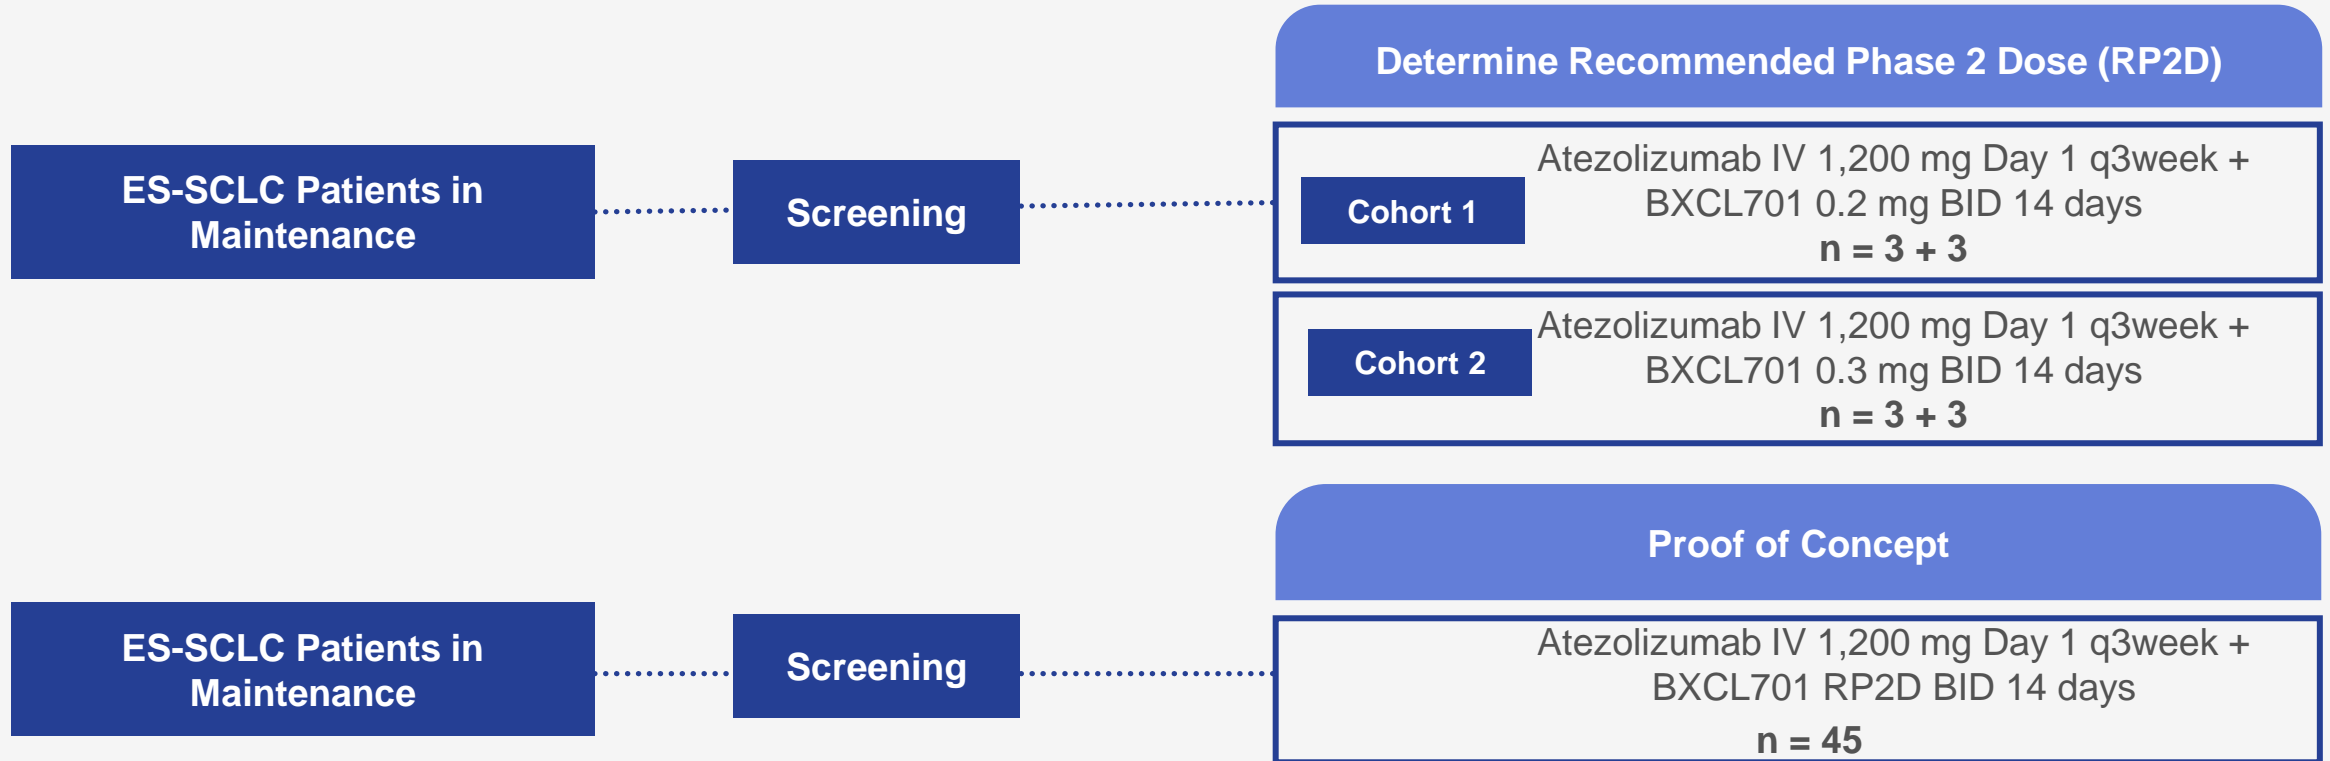 Determine Recommended Phase 2 Dose (RP2D)
ES-SCLC Patients in
Maintenance
Screening
Cohort 1
Atezolizumab IV 1,200 mg Day 1 q3week +
BXCL701 0.2 mg BID 14 days
n = 3 + 3
Cohort 2
Atezolizumab IV 1,200 mg Day 1 q3week +
BXCL701 0.3 mg BID 14 days
n = 3 + 3
Proof of Concept
ES-SCLC Patients in
Maintenance
Screening
Atezolizumab IV 1,200 mg Day 1 q3week +
BXCL701 RP2D BID 14 days
n = 45